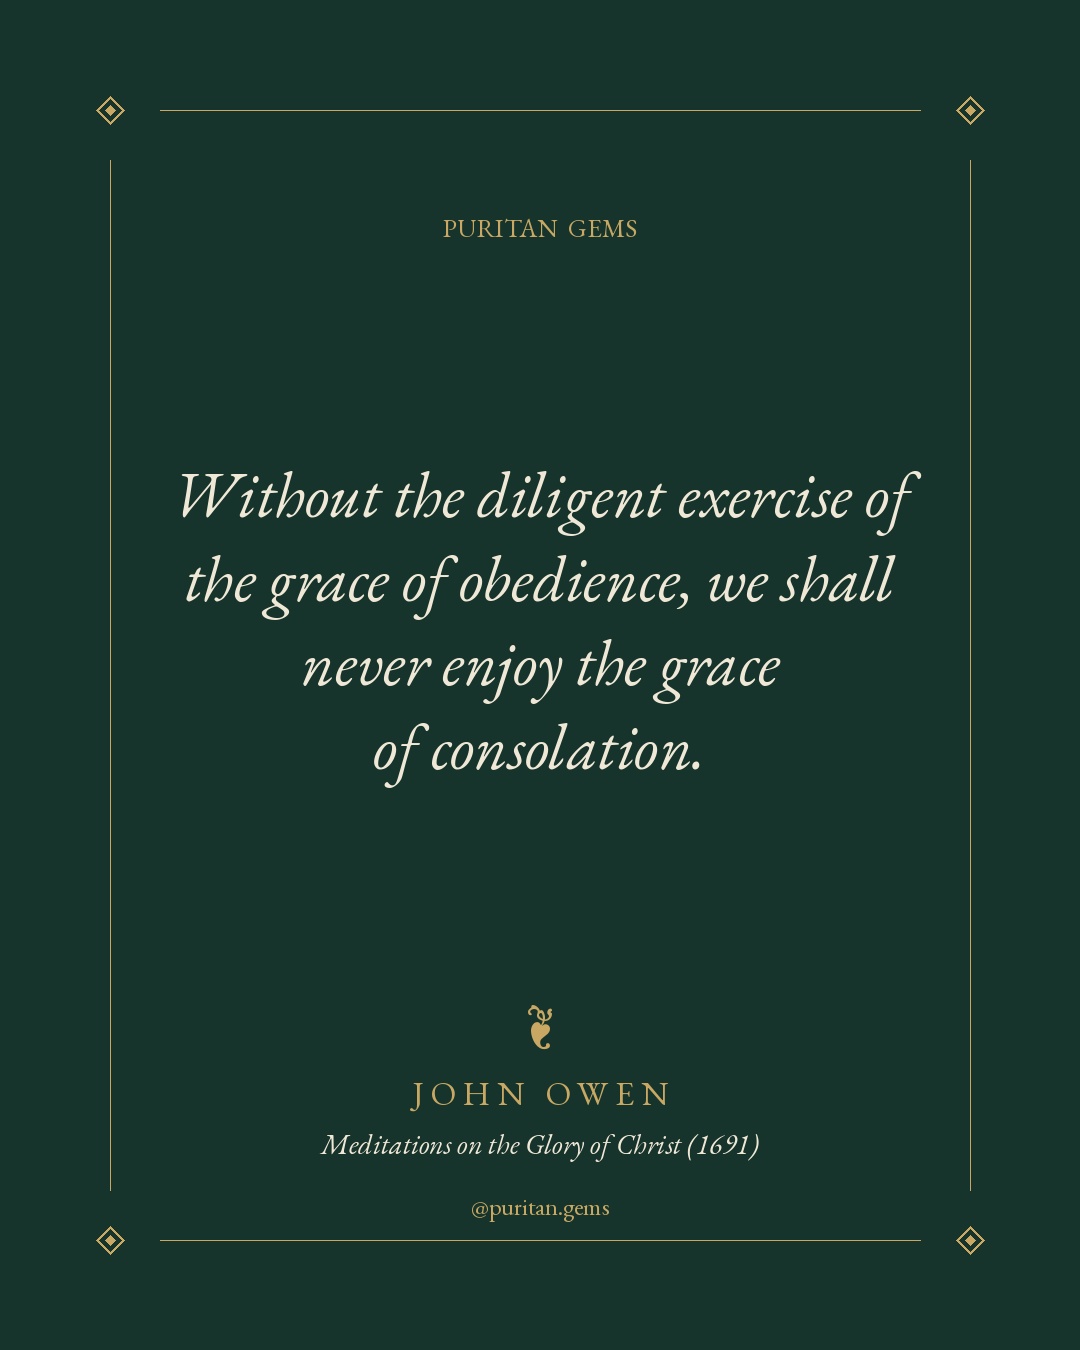 PURITAN GEMS
Without the diligent exercise of
the grace of obedience, we shall
never enjoy the grace
of consolation.
JOHN OWEN
Meditations on the Glory of Christ (1691)
@puritan.gems